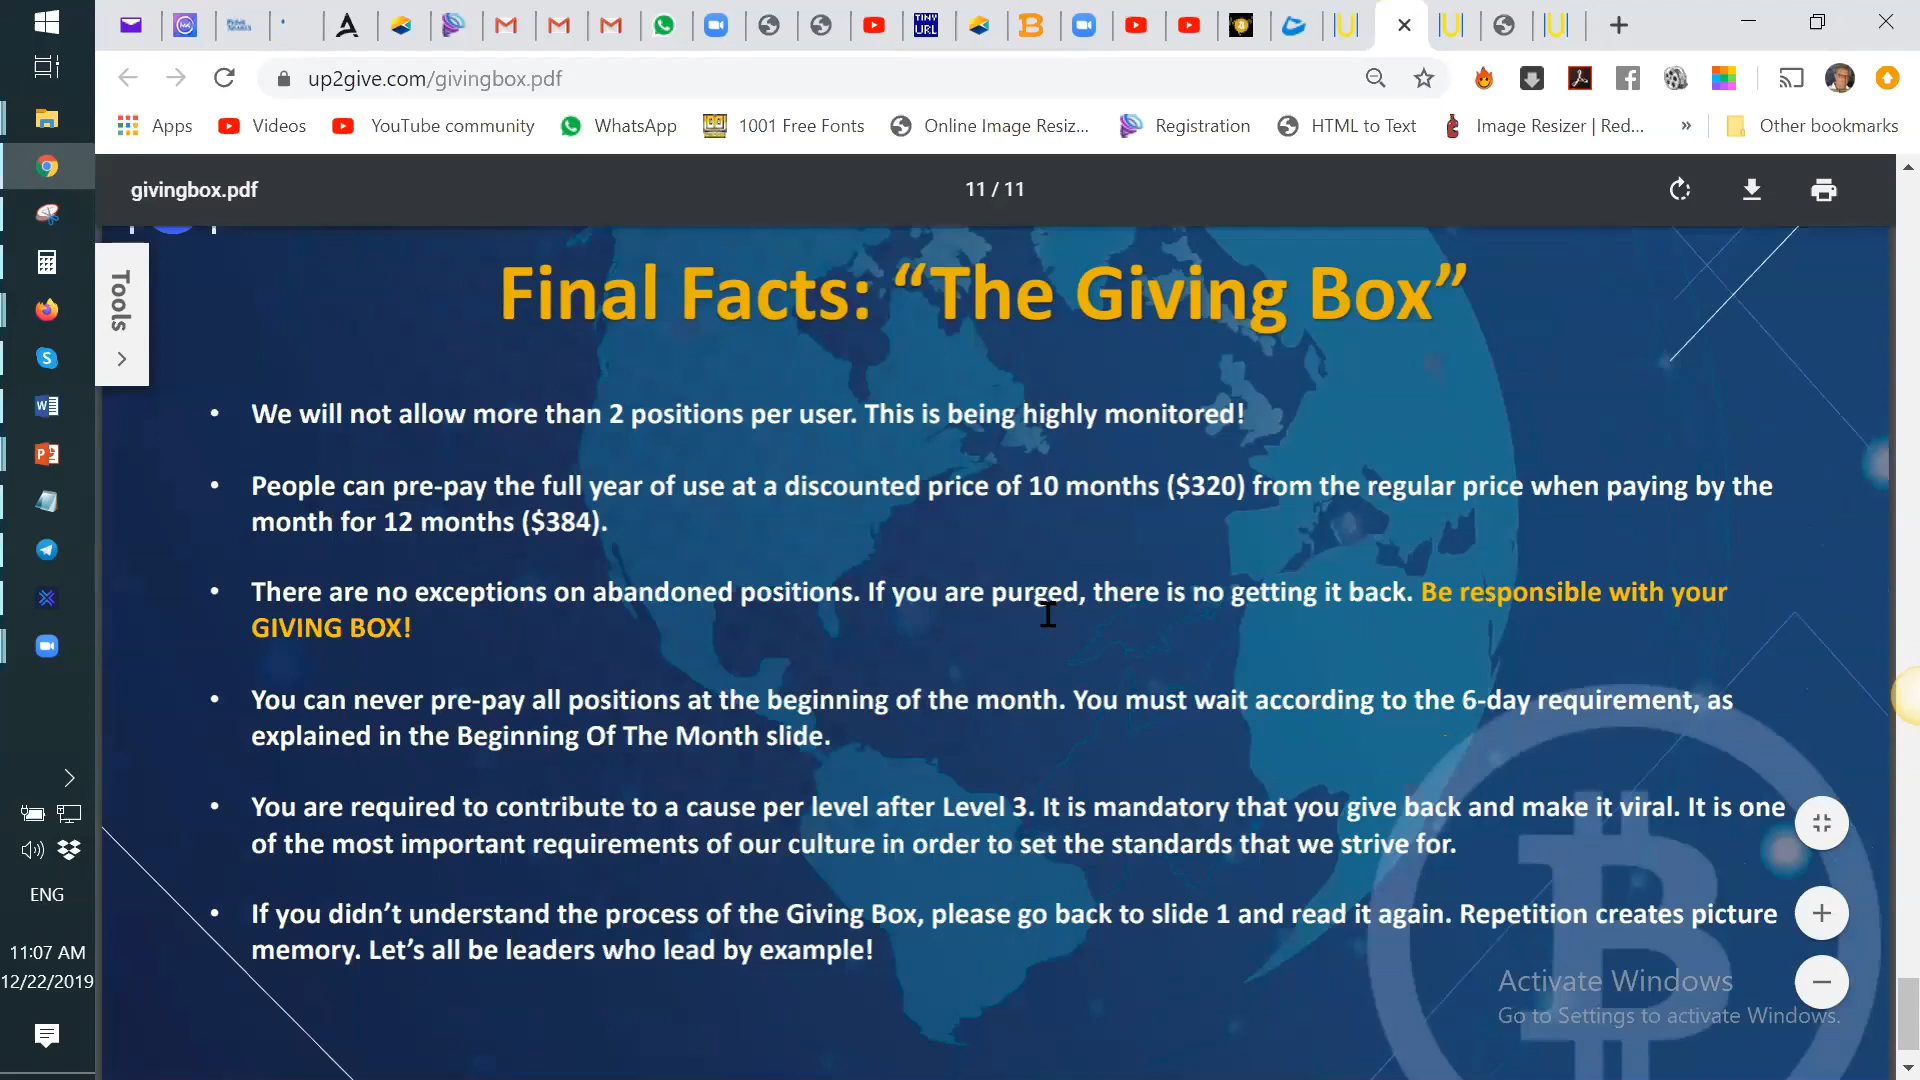 TINY
URL
up2give.com/givingbox.pdf
Apps
Videos
YouTube community
WhatsApp
1001 Free Fonts
Online Image Resiz...
Registration
HTML to Text
Image Resizer | Red...
»
Other bookmarks
givingbox.pdf
11 / 11
Tools
Final Facts: “The Giving Box”
• We will not allow more than 2 positions per user. This is being highly monitored!
• People can pre-pay the full year of use at a discounted price of 10 months ($320) from the regular price when paying by the
month for 12 months ($384).
• There are no exceptions on abandoned positions. If you are purged, there is no getting it back. Be responsible with your
GIVING BOX!
• You can never pre-pay all positions at the beginning of the month. You must wait according to the 6-day requirement, as
explained in the Beginning Of The Month slide.
• You are required to contribute to a cause per level after Level 3. It is mandatory that you give back and make it viral. It is one
of the most important requirements of our culture in order to set the standards that we strive for.
• If you didn’t understand the process of the Giving Box, please go back to slide 1 and read it again. Repetition creates picture
memory. Let’s all be leaders who lead by example!
Activate Windows
Go to Settings to activate Windows.
ENG
11:07 AM
12/22/2019